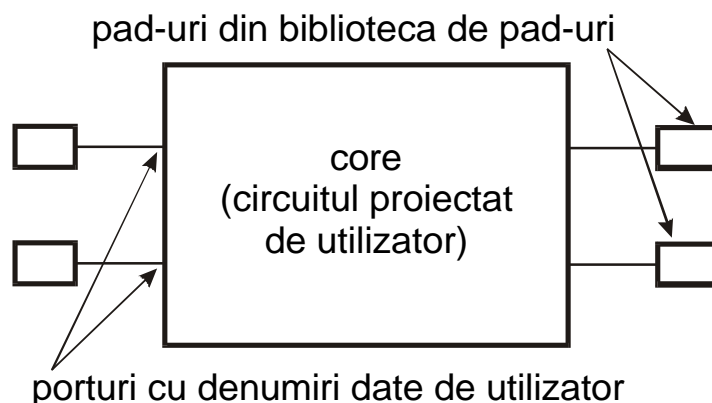 pad-uri din biblioteca de pad-uri
core
(circuitul proiectat
de utilizator)
porturi cu denumiri date de utilizator